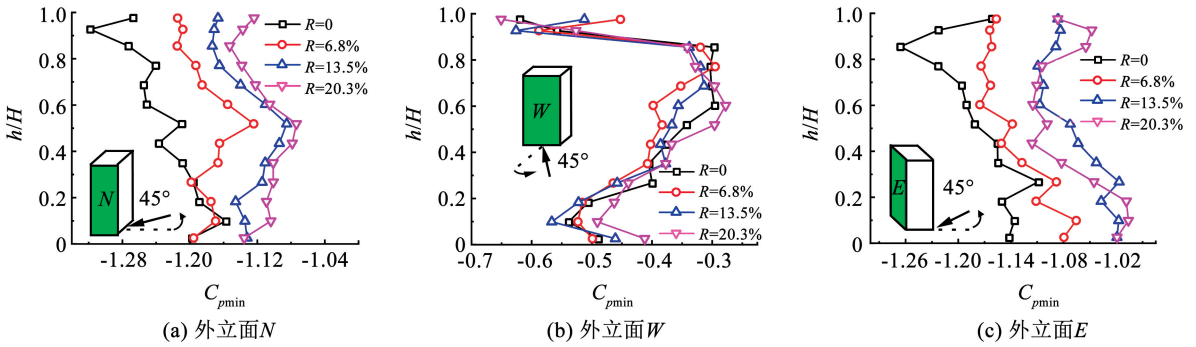 1.0
0.8
0.6
0.4
0.2
0
h/H
R=0
R=6.8%
R=13.5%
R=20.3%
N
45°
-1.28 -1.20 -1.12 -1.04
C_pmin
(a) 外立面N
1.0
0.8
0.6
0.4
0.2
0
h/H
W
45°
R=0
R=6.8%
R=13.5%
R=20.3%
-0.7 -0.6 -0.5 -0.4 -0.3
C_pmin
(b) 外立面W
1.0
0.8
0.6
0.4
0.2
0
h/H
R=0
R=6.8%
R=13.5%
R=20.3%
E
45°
-1.26 -1.20 -1.14 -1.08 -1.02
C_pmin
(c) 外立面E